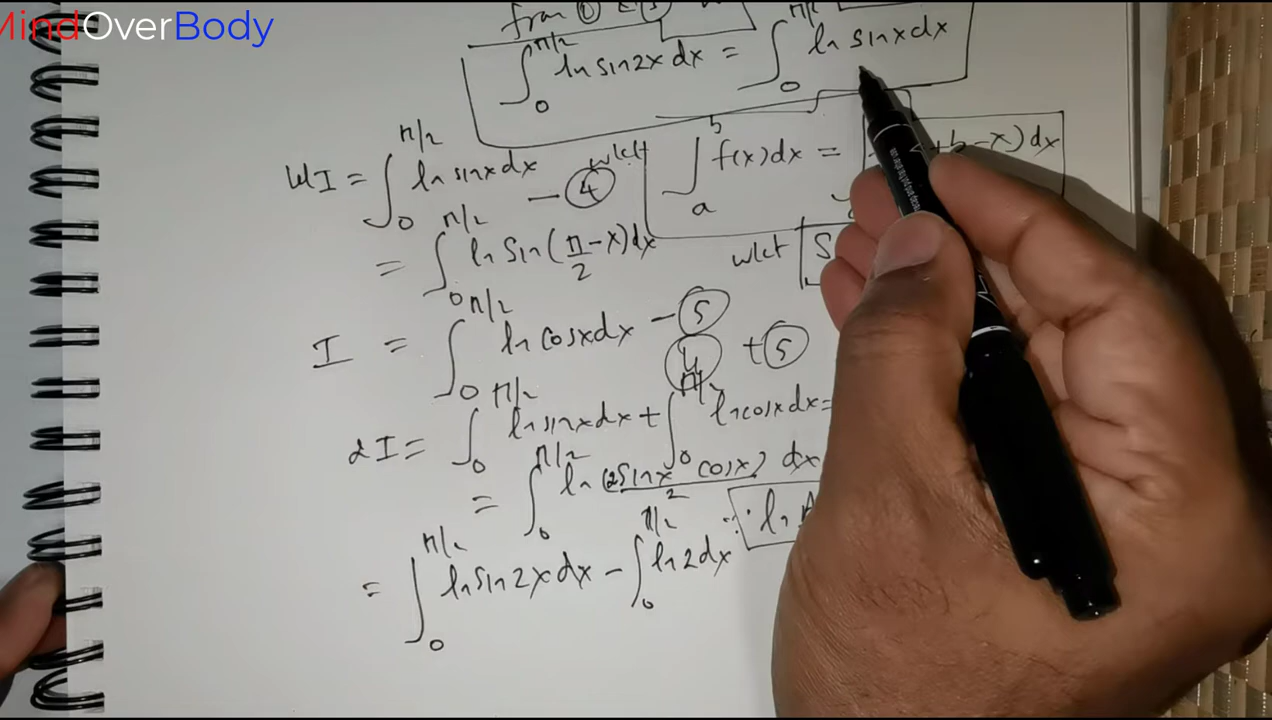 MindOverBody
from ① & ③
∫₀^π/2 ln sin2x dx = ∫₀^π/2 ln sinx dx
I = ∫₀^π/2 ln sinx dx — ④ wkt ∫ₐᵇ f(x) dx = +b-x) dx
= ∫₀^π/2 ln sin(π/2 - x) dx wkt S
I = ∫₀^π/2 ln cosx dx — ⑤
④ + ⑤
2I = ∫₀^π/2 ln sinx dx + ∫₀^π/2 ln cosx dx =
= ∫₀^π/2 ln (2sinx cosx)/2 dx
= ∫₀^π/2 ln sin2x dx - ∫₀^π/2 ln2 dx ∵ ln A